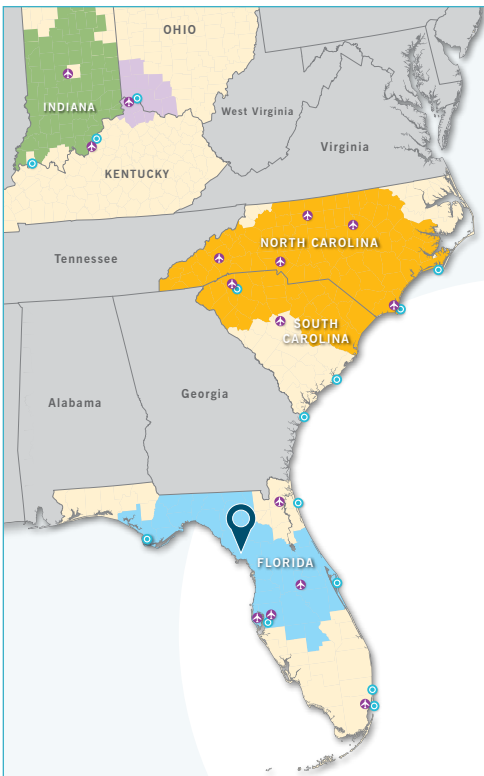 OHIO
INDIANA
West Virginia
Virginia
KENTUCKY
NORTH CAROLINA
Tennessee
SOUTH
CAROLINA
Georgia
Alabama
FLORIDA